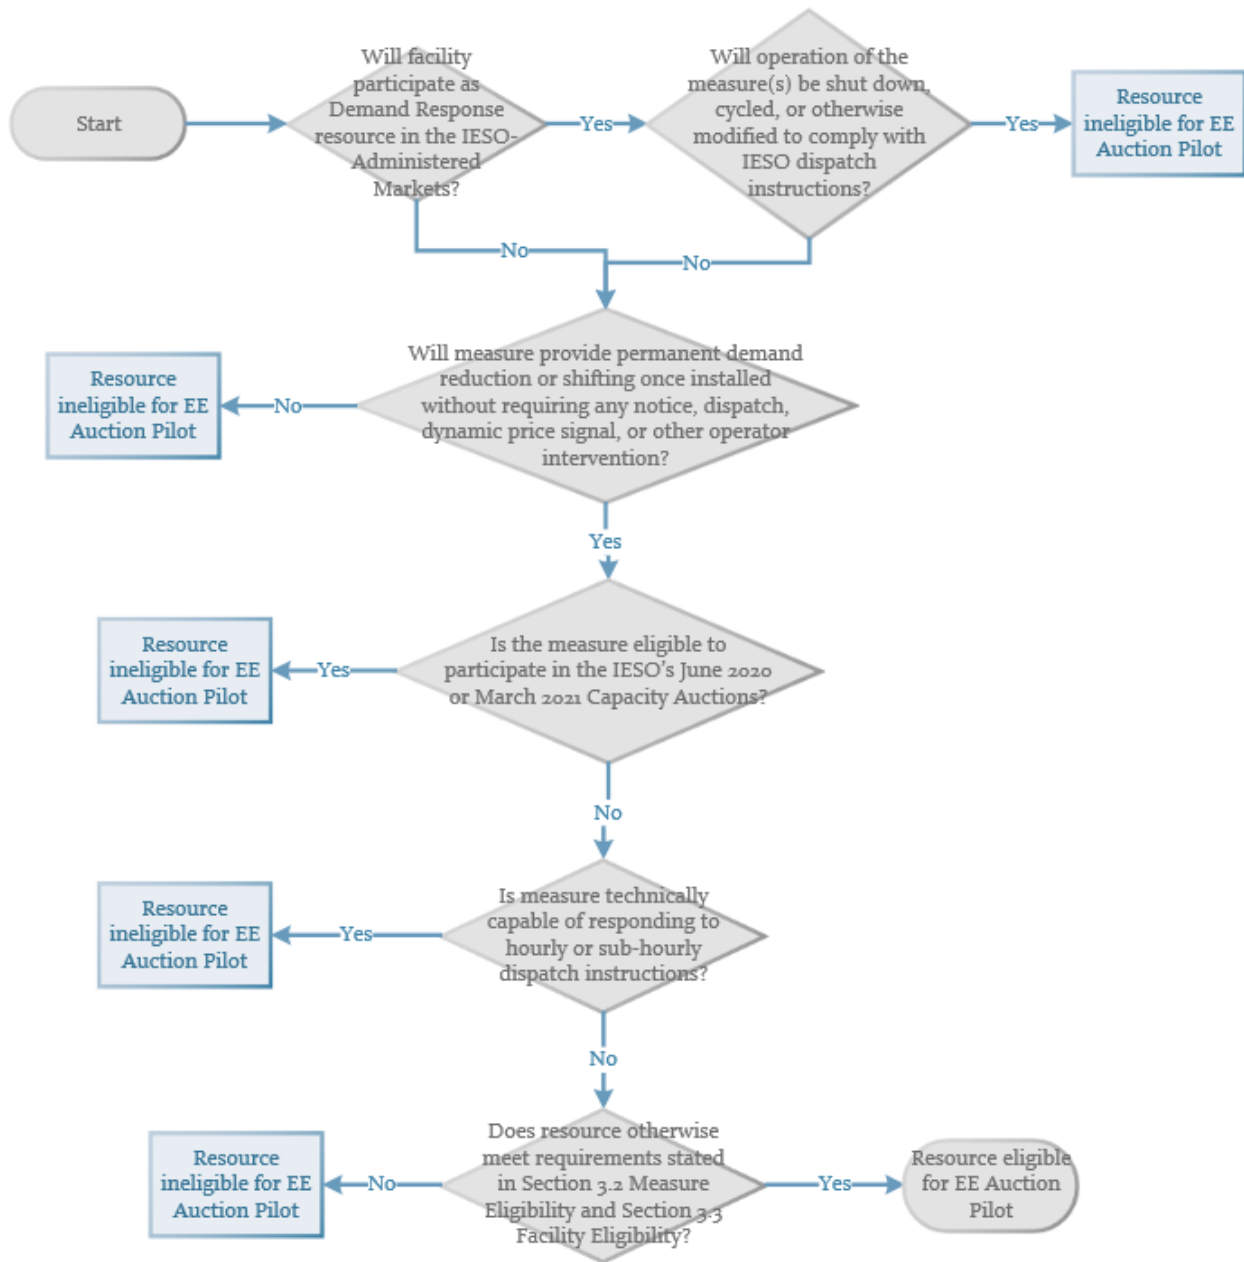 Start
Will facility
participate as
Demand Response
resource in the IESO-
Administered
Markets?
Yes
Will operation of the
measure(s) be shut down,
cycled, or otherwise
modified to comply with
IESO dispatch
instructions?
Yes
Resource
ineligible for EE
Auction Pilot
No
No
Will measure provide permanent demand
reduction or shifting once installed
without requiring any notice, dispatch,
dynamic price signal, or other operator
intervention?
No
Resource
ineligible for EE
Auction Pilot
Yes
Is the measure eligible to
participate in the IESO's June 2020
or March 2021 Capacity Auctions?
Yes
Resource
ineligible for EE
Auction Pilot
No
Is measure technically
capable of responding to
hourly or sub-hourly
dispatch instructions?
Yes
Resource
ineligible for EE
Auction Pilot
No
Does resource otherwise
meet requirements stated
in Section 3.2 Measure
Eligibility and Section 3.3
Facility Eligibility?
No
Resource
ineligible for EE
Auction Pilot
Yes
Resource eligible
for EE Auction
Pilot